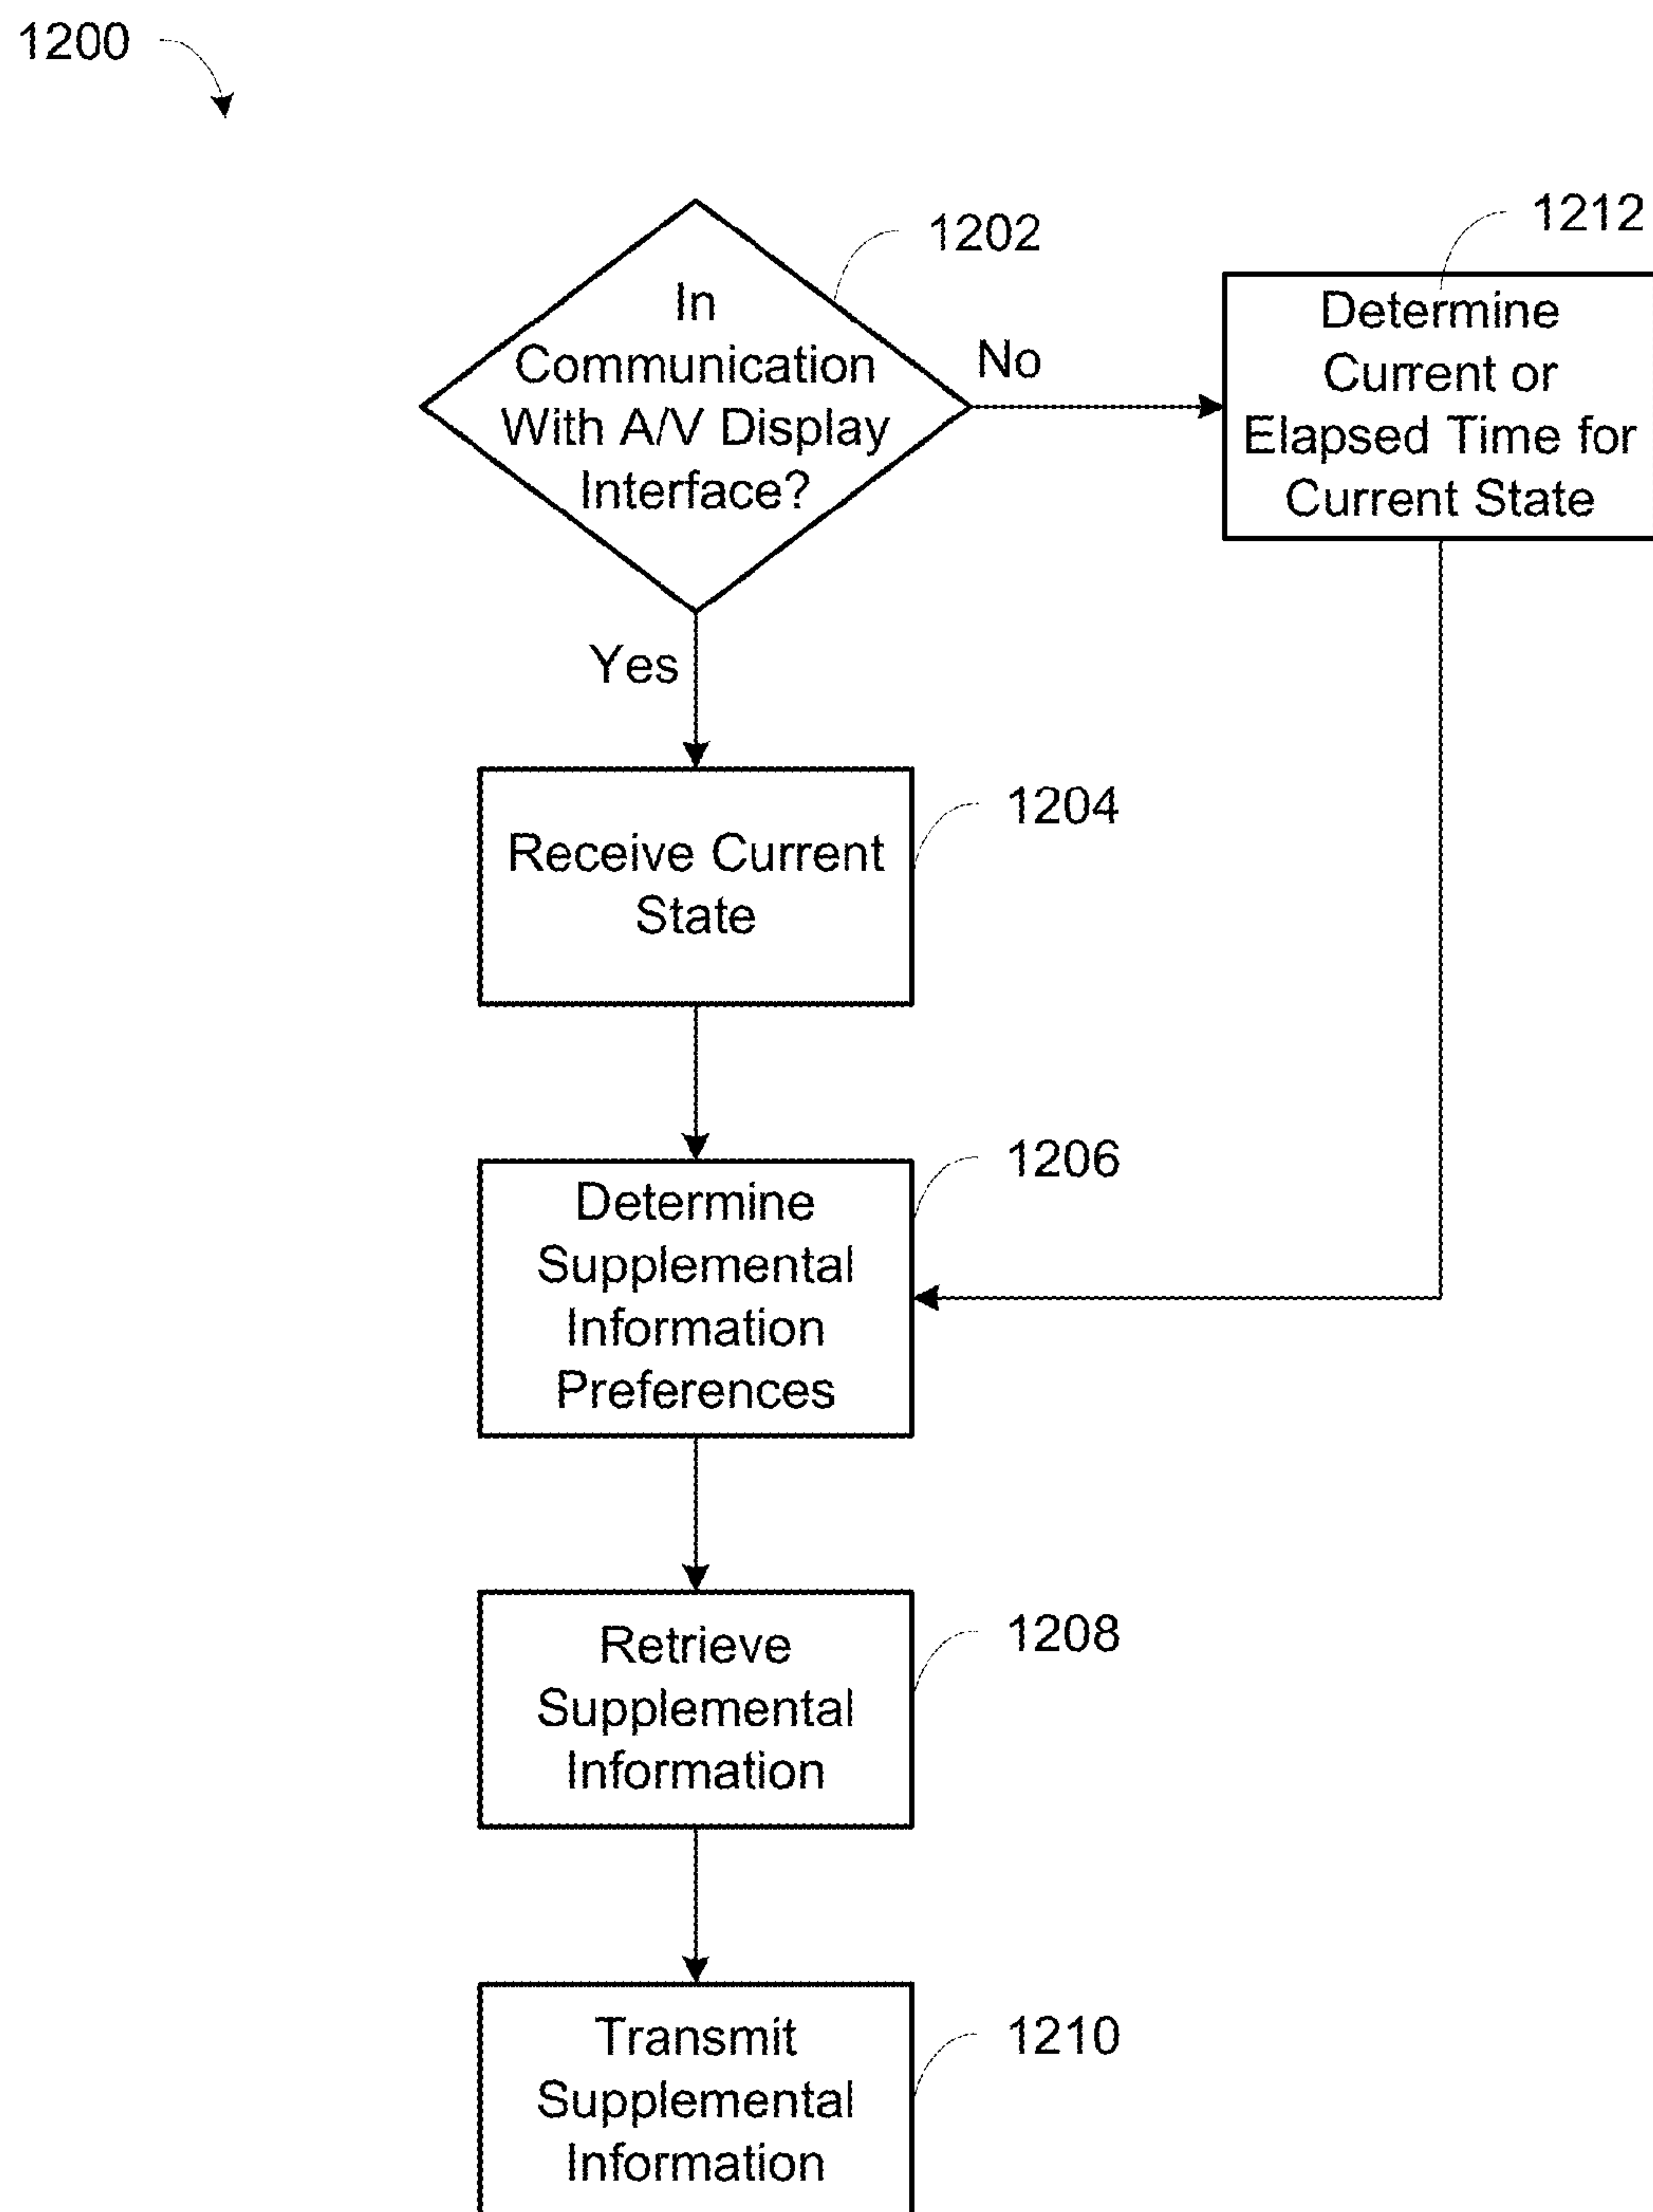 1200
1202
1212
In
Communication
With A/V Display
Interface?
No
Determine
Current or
Elapsed Time for
Current State
Yes
1204
Receive Current
State
1206
Determine
Supplemental
Information
Preferences
1208
Retrieve
Supplemental
Information
1210
Transmit
Supplemental
Information